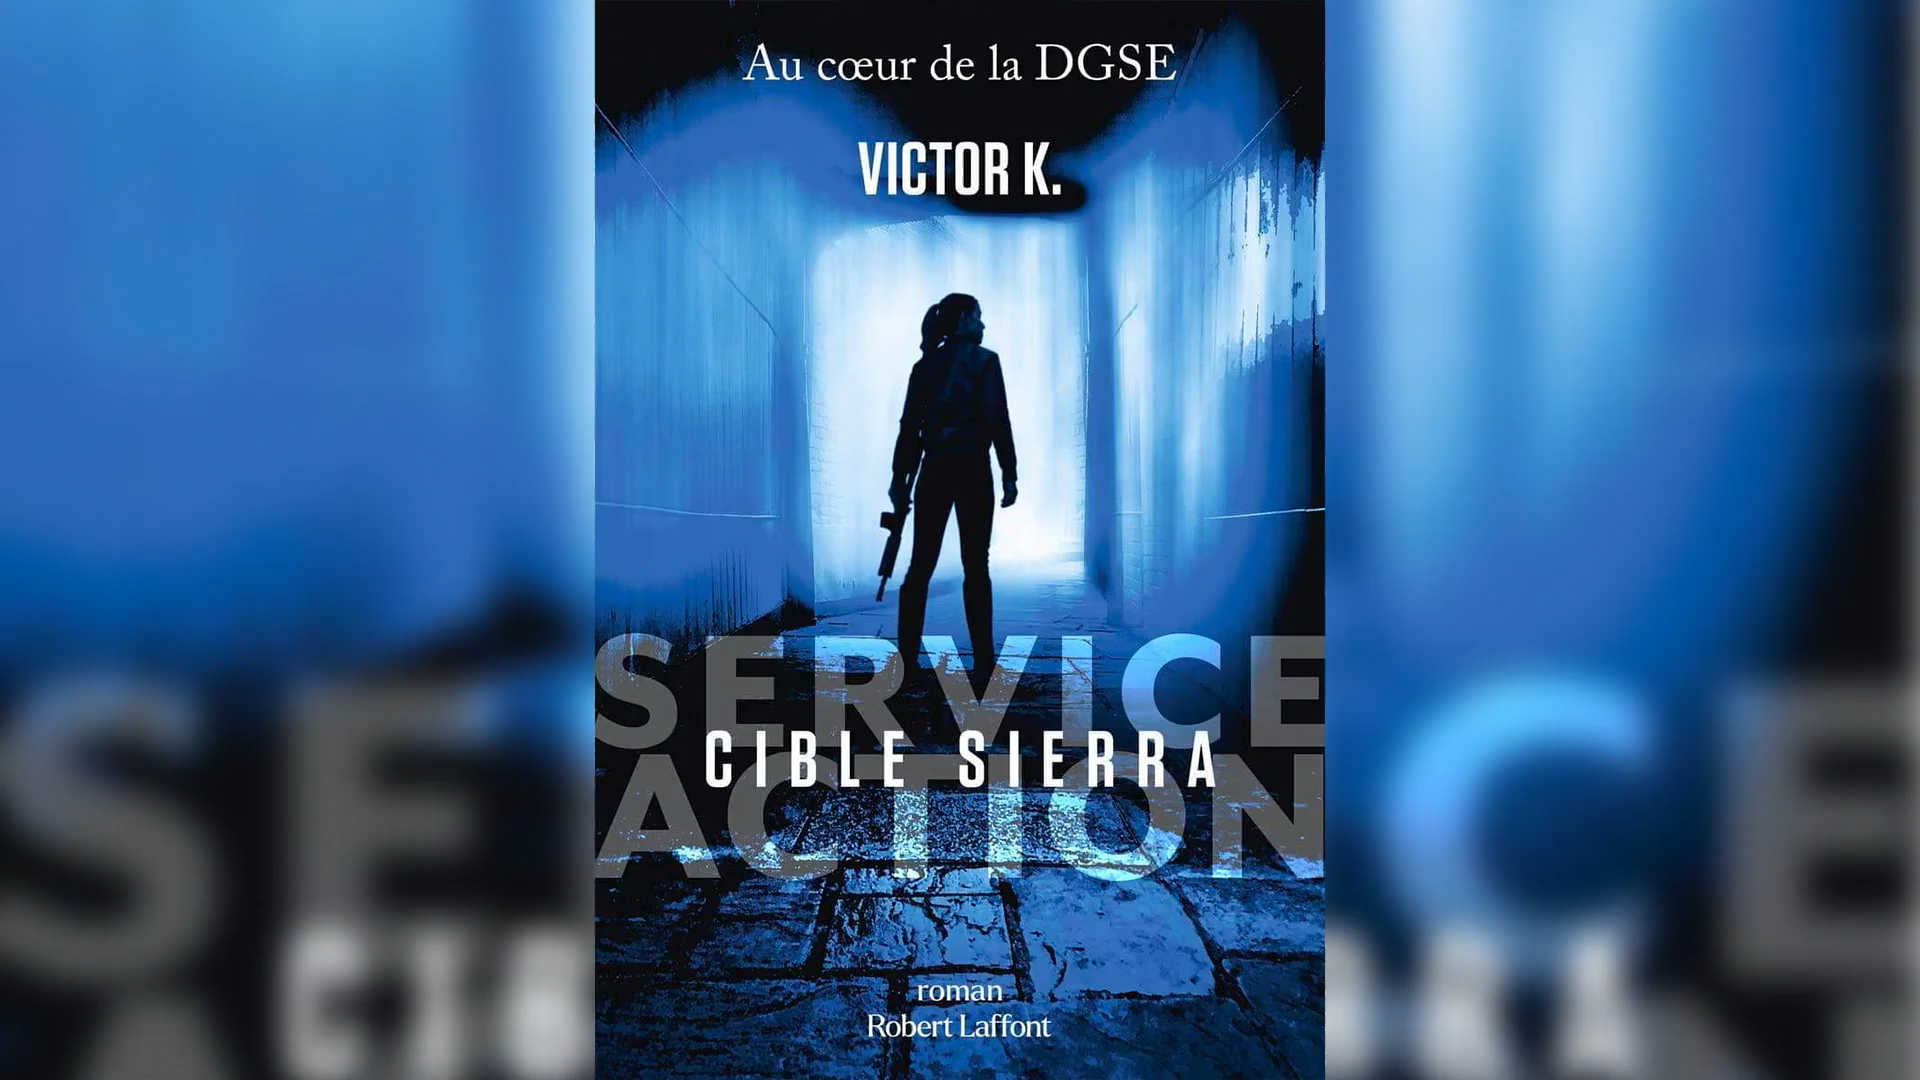 Au cœur de la DGSE
VICTOR K.
SERVICE
CIBLE SIERRA
ACTION
roman
Robert Laffont